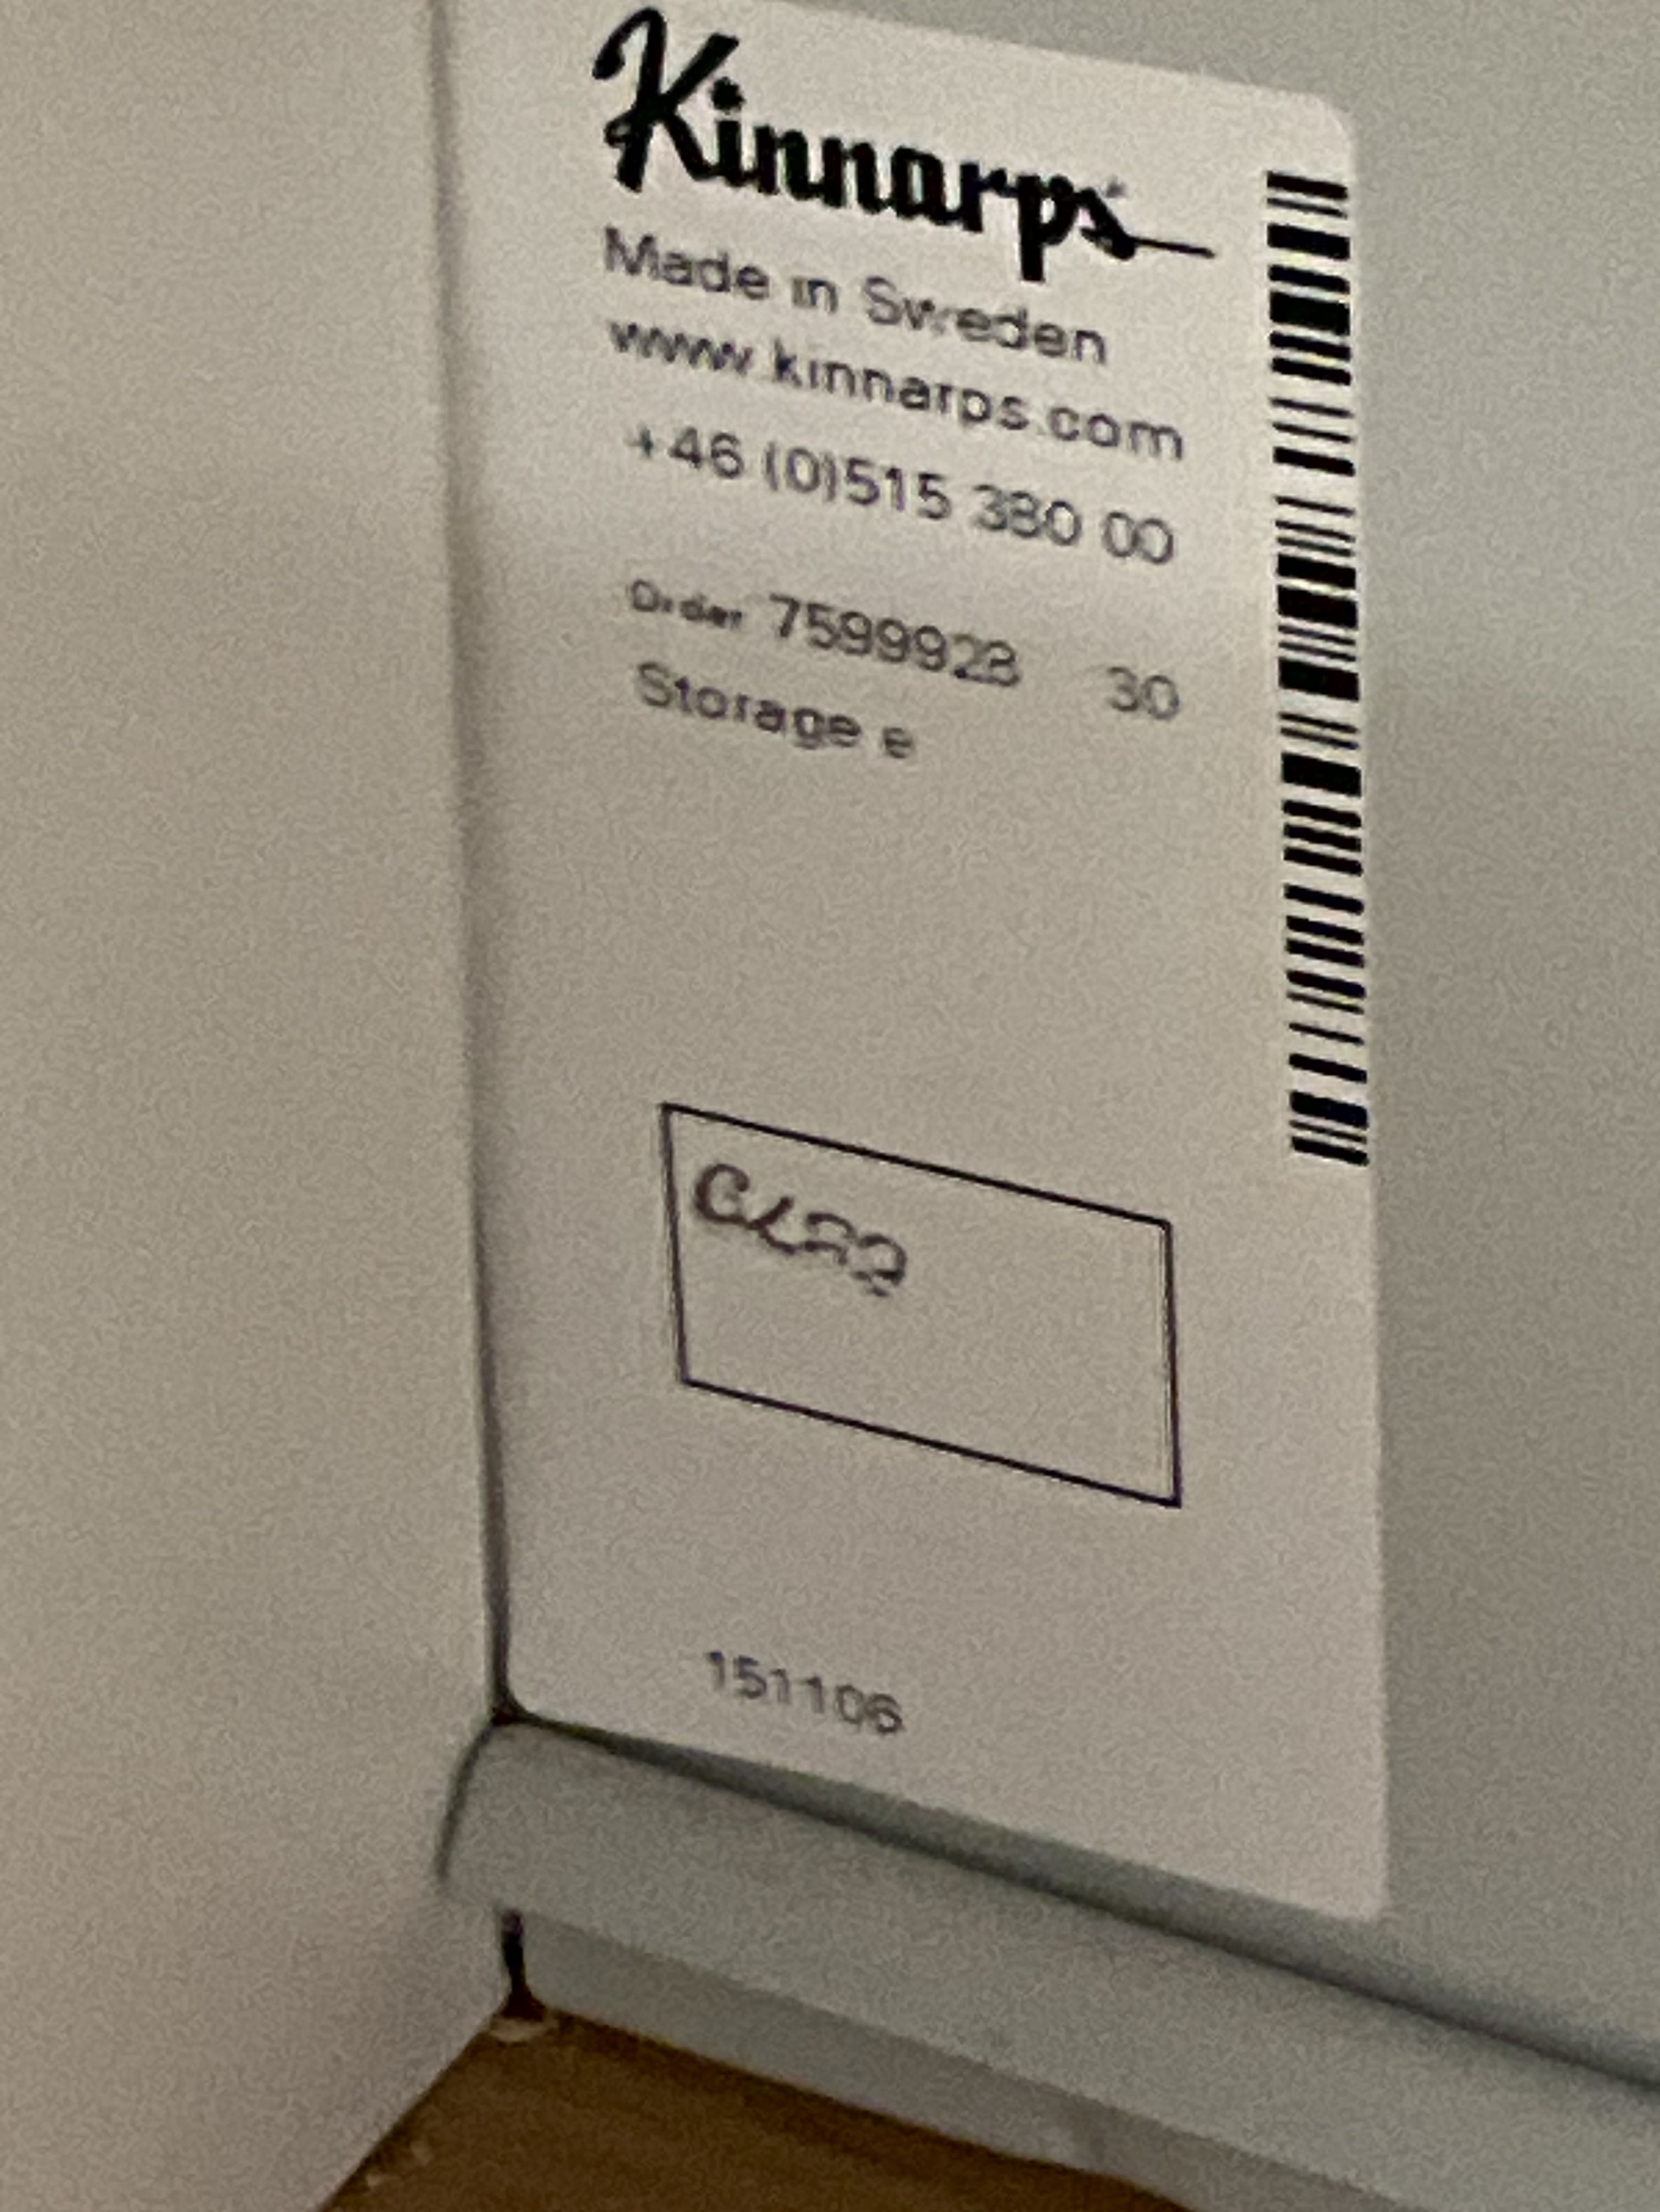 Kinnarps
Made in Sweden
www.kinnarps.com
+46 (0)515 380 00
Order 7599928 30
Storage e
151106